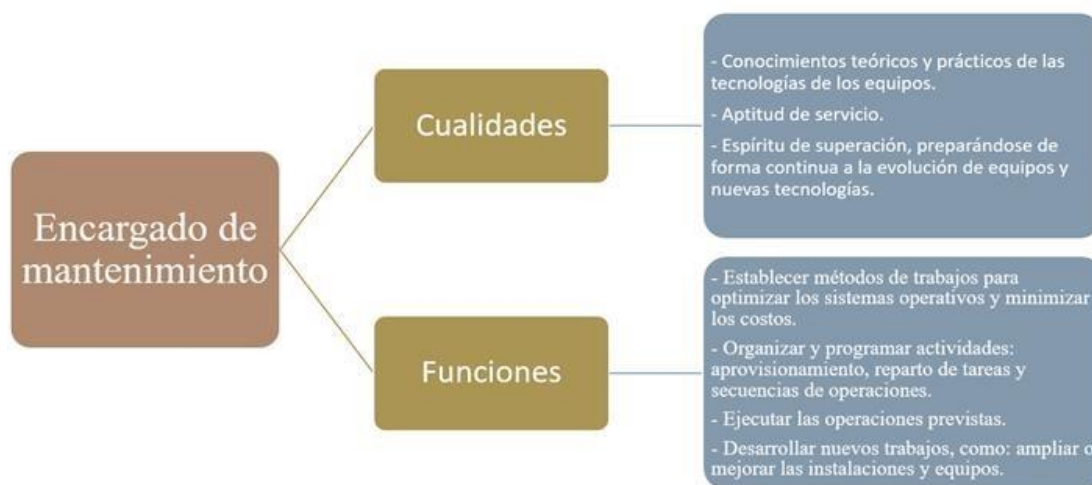 Encargado de
mantenimiento
Cualidades
- Conocimientos teóricos y prácticos de las
tecnologías de los equipos.
- Aptitud de servicio.
- Espíritu de superación, preparándose de
forma continua a la evolución de equipos y
nuevas tecnologías.
Funciones
- Establecer métodos de trabajos para
optimizar los sistemas operativos y minimizar
los costos.
- Organizar y programar actividades:
aprovisionamiento, reparto de tareas y
secuencias de operaciones.
- Ejecutar las operaciones previstas.
- Desarrollar nuevos trabajos, como: ampliar o
mejorar las instalaciones y equipos.